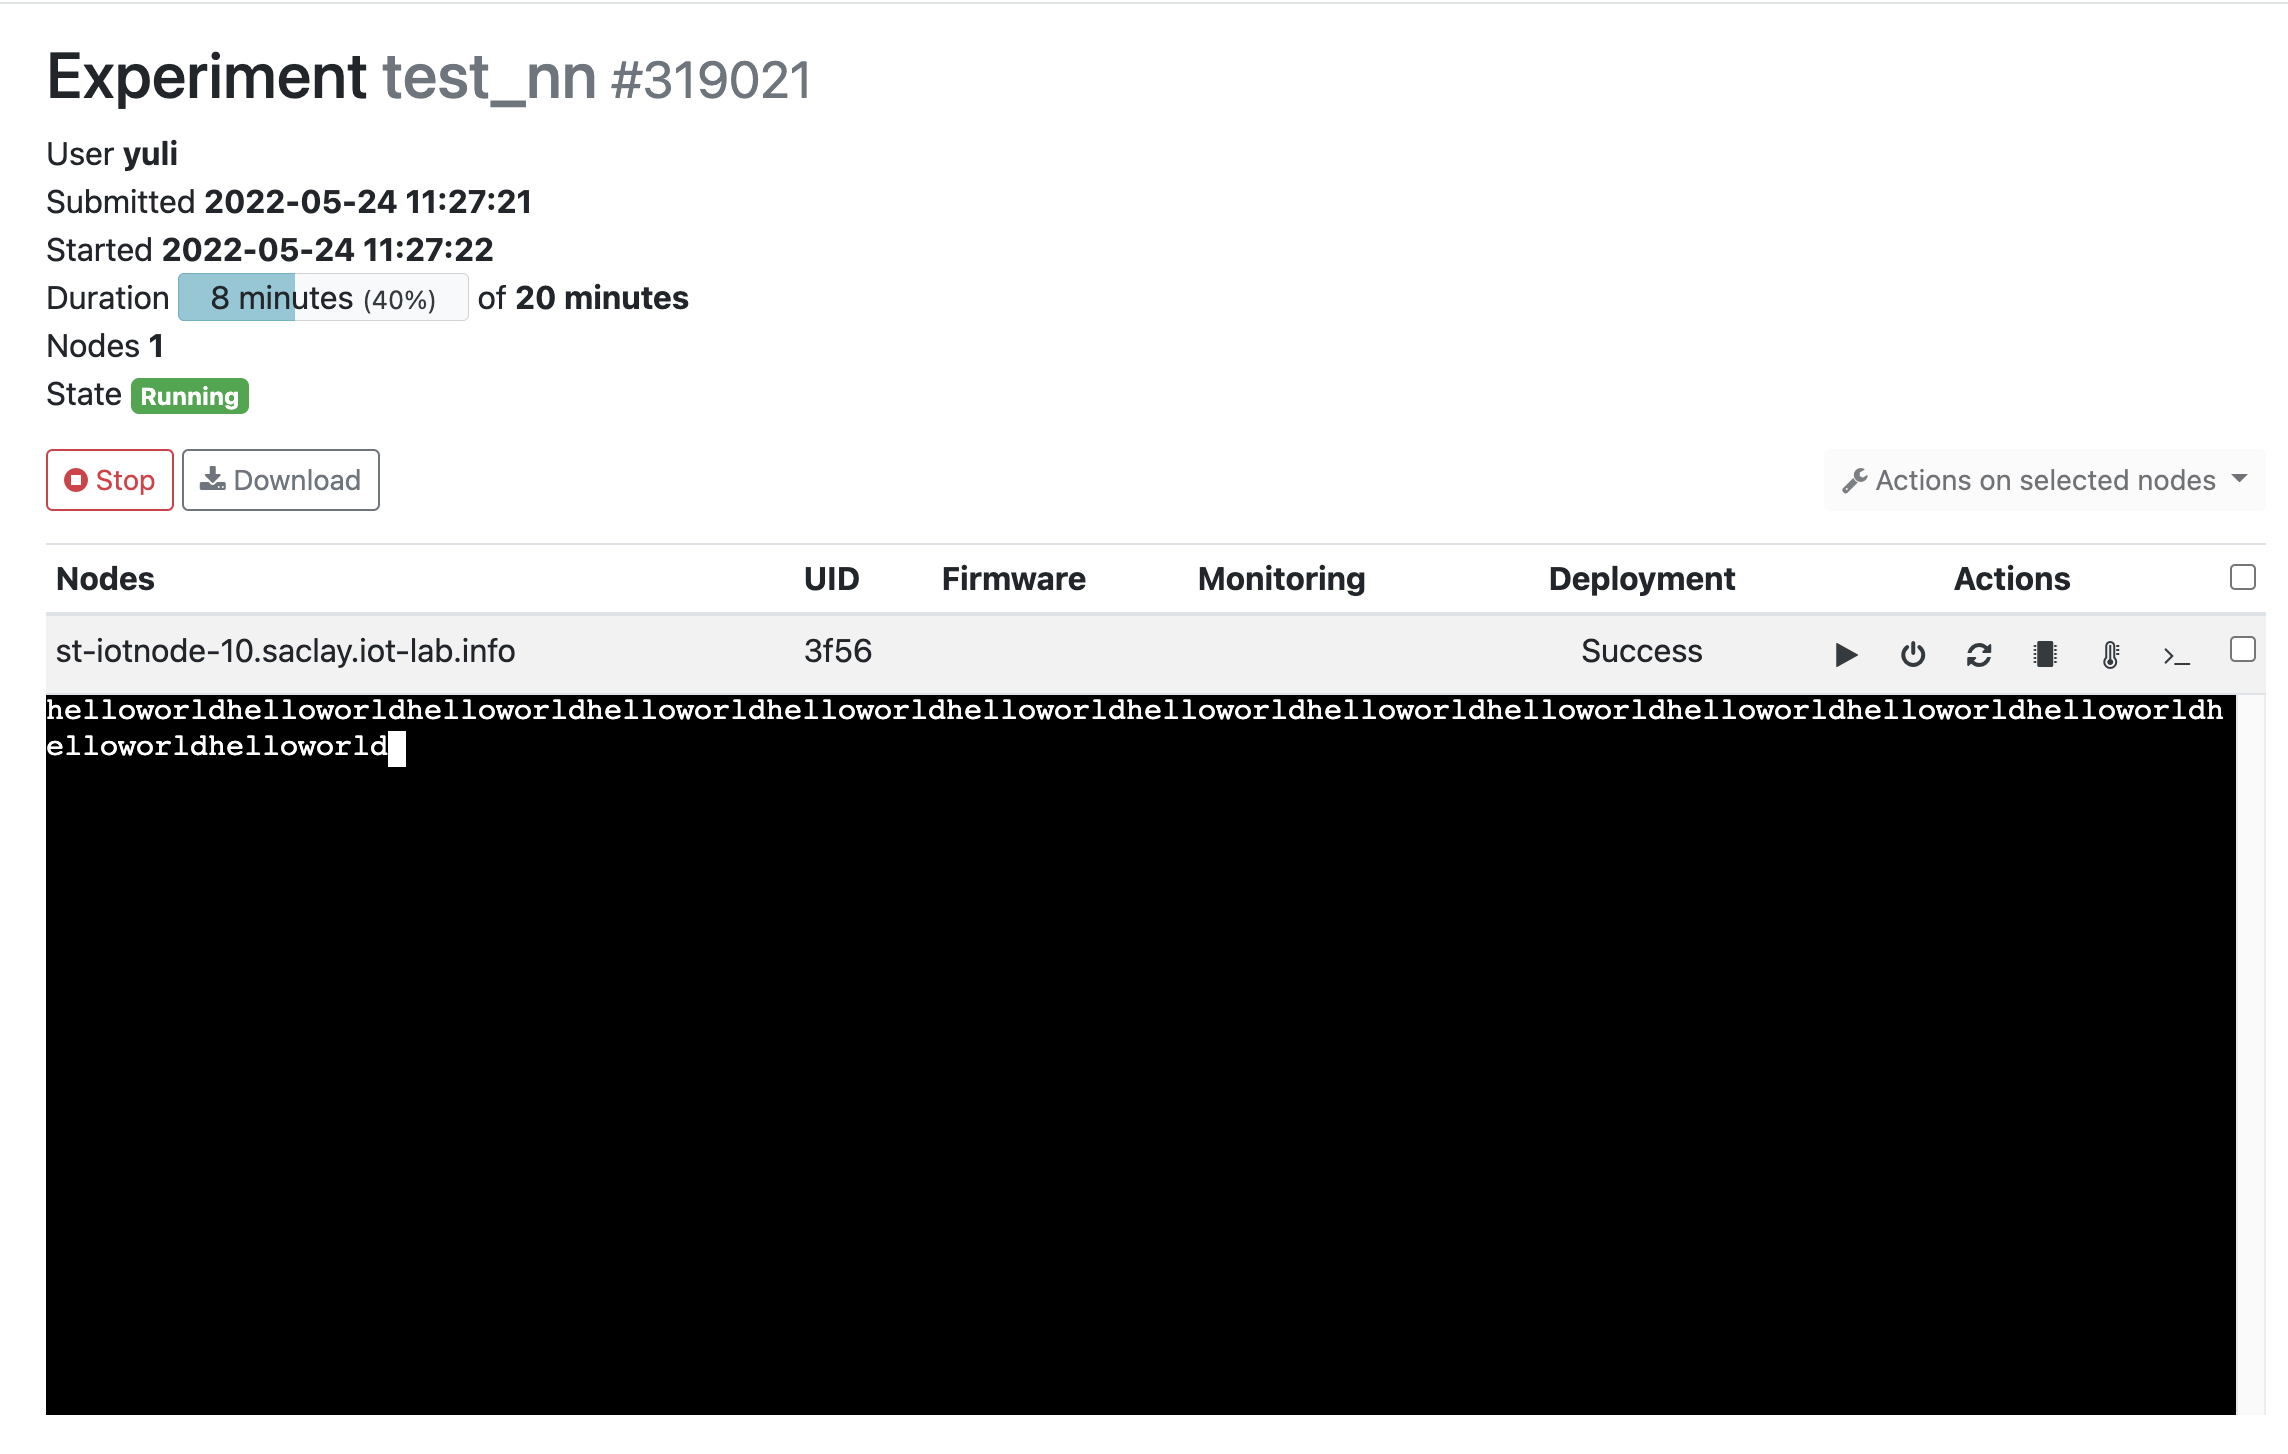 Experiment test_nn #319021
User yuli
Submitted 2022-05-24 11:27:21
Started 2022-05-24 11:27:22
Duration 8 minutes (40%) of 20 minutes
Nodes 1
State Running
Stop Download Actions on selected nodes
Nodes UID Firmware Monitoring Deployment Actions
st-iotnode-10.saclay.iot-lab.info 3f56 Success
helloworldhelloworldhelloworldhelloworldhelloworldhelloworldhelloworldhelloworldhelloworldhelloworldhelloworldhelloworldh
elloworldhelloworld